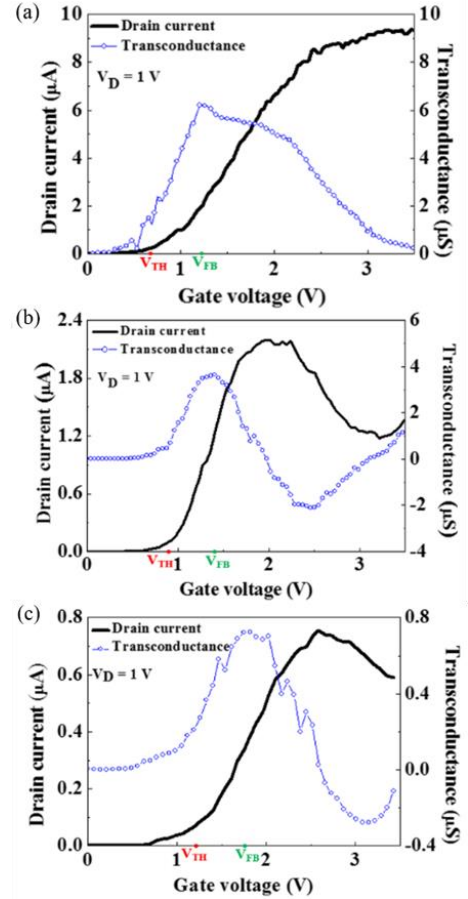 (a)
Drain current
Transconductance
V_D = 1 V
Drain current (μA)
Transconductance (μS)
10
8
6
4
2
0
10
8
6
4
2
0
0
1
2
3
V_TH
V_FB
Gate voltage (V)
(b)
Drain current
Transconductance
V_D = 1 V
Drain current (μA)
Transconductance (μS)
2.4
1.8
1.2
0.6
0.0
6
4
2
0
-2
-4
0
1
2
3
V_TH
V_FB
Gate voltage (V)
(c)
Drain current
Transconductance
V_D = 1 V
Drain current (μA)
Transconductance (μS)
0.8
0.6
0.4
0.2
0.0
0.8
0.4
0.0
-0.4
0
1
2
3
V_TH
V_FB
Gate voltage (V)